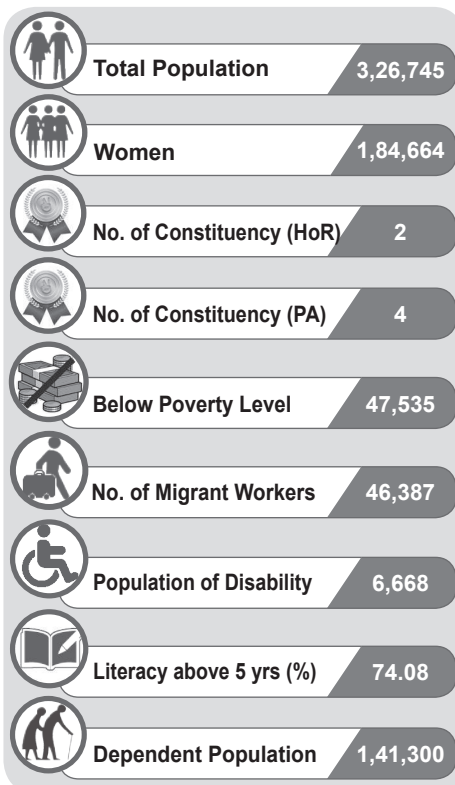 Total Population 3,26,745
Women 1,84,664
No. of Constituency (HoR) 2
No. of Constituency (PA) 4
Below Poverty Level 47,535
No. of Migrant Workers 46,387
Population of Disability 6,668
Literacy above 5 yrs (%) 74.08
Dependent Population 1,41,300